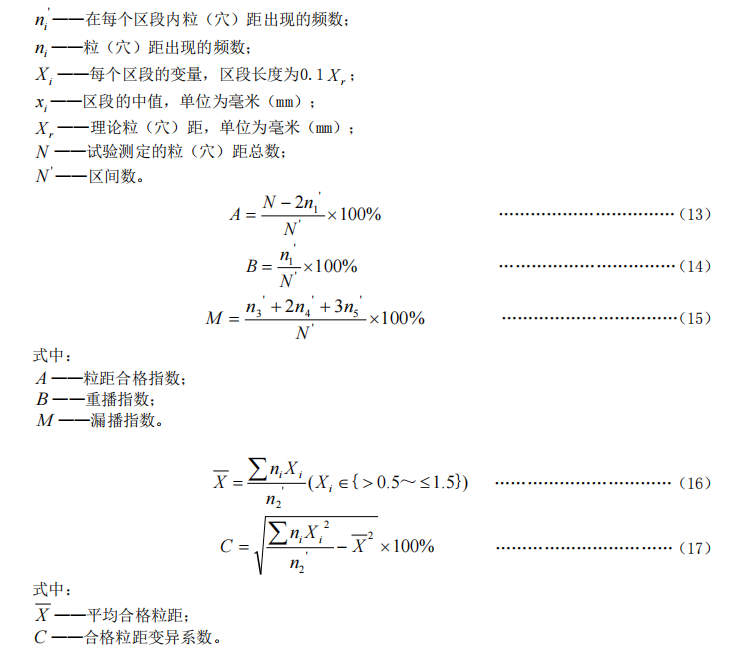 n_i'——在每个区段内粒（穴）距出现的频数；
n_i——粒（穴）距出现的频数；
X_i——每个区段的变量，区段长度为0.1 X_r；
x_i——区段的中值，单位为毫米（mm）；
X_r——理论粒（穴）距，单位为毫米（mm）；
N——试验测定的粒（穴）距总数；
N'——区间数。
A = \frac{N-2n_1'}{N'}×100% ……………………………（13）
B = \frac{n_1'}{N'}×100% ……………………………（14）
M = \frac{n_3'+2n_4'+3n_5'}{N'}×100% ……………………………（15）
式中：
A——粒距合格指数；
B——重播指数；
M——漏播指数。
\overline{X} = \frac{\sum n_i X_i}{n_2'}(X_i∈{＞0.5～≤1.5}) ……………………………（16）
C = \sqrt{\frac{\sum n_i X_i^2}{n_2'}-\overline{X}^2}×100% ……………………………（17）
式中：
\overline{X}——平均合格粒距；
C——合格粒距变异系数。